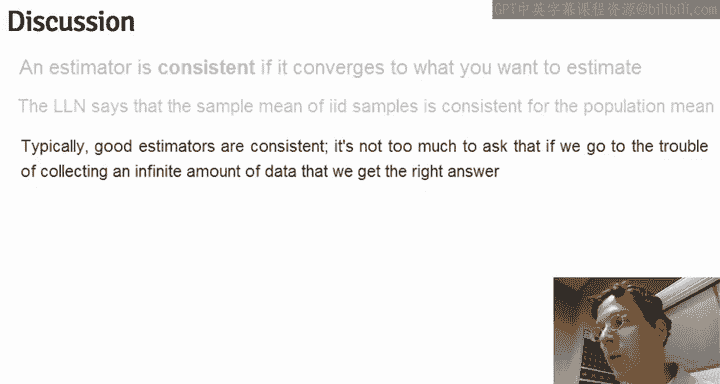 GPT中英字幕课程资源@bilibili.com
Discussion
An estimator is consistent if it converges to what you want to estimate
The LLN says that the sample mean of iid samples is consistent for the population mean
Typically, good estimators are consistent; it's not too much to ask that if we go to the trouble
of collecting an infinite amount of data that we get the right answer